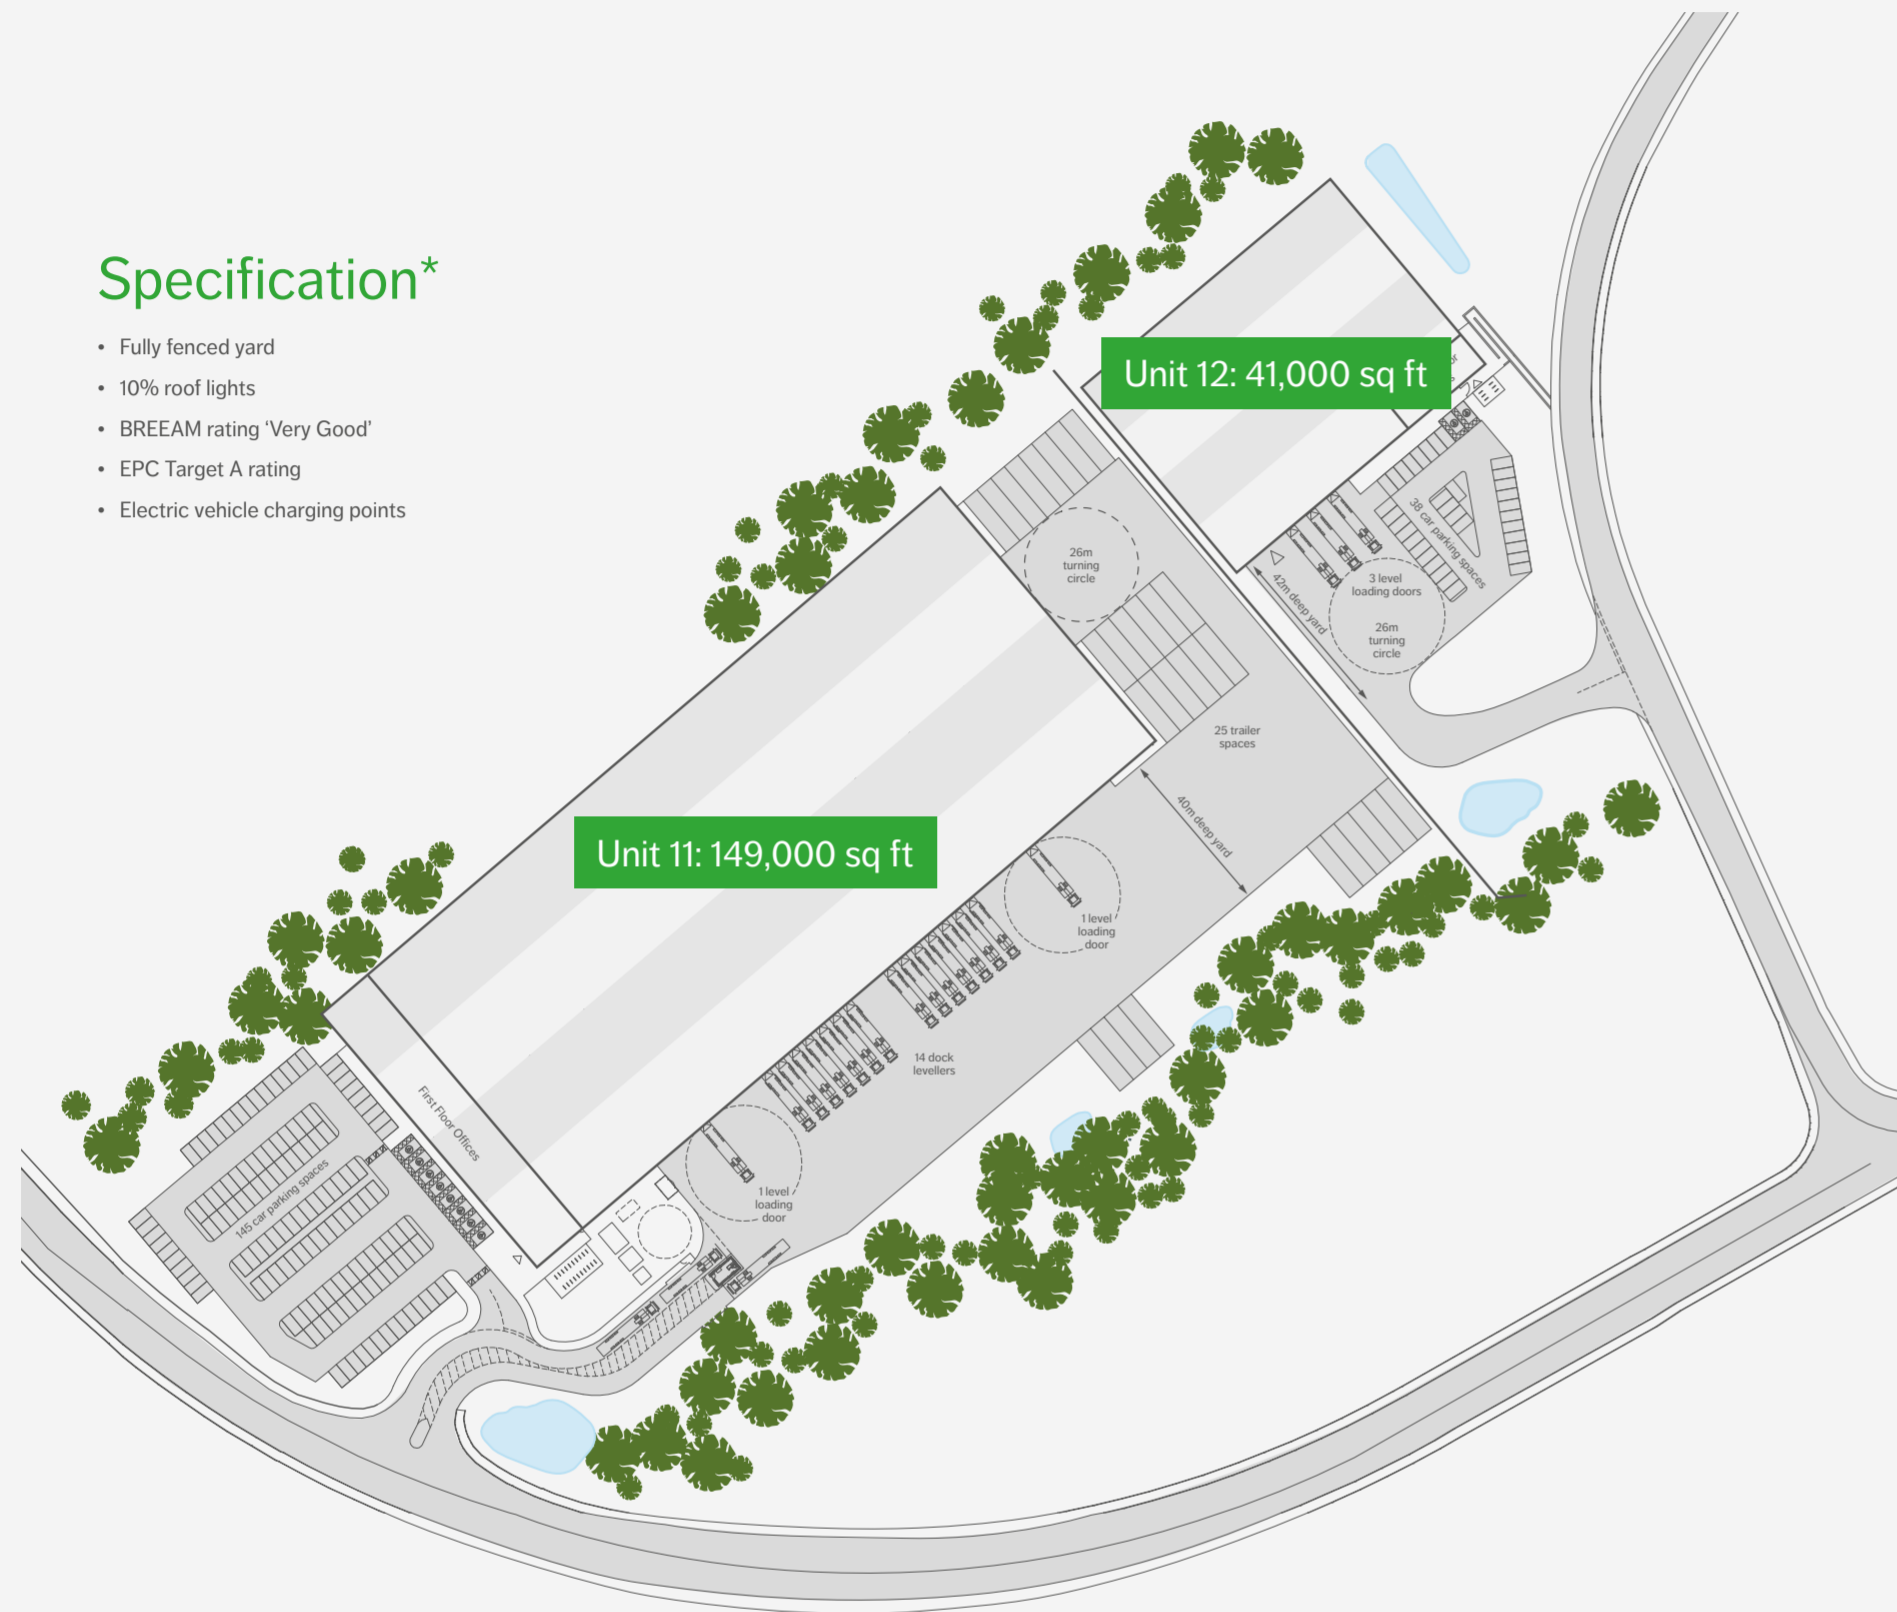 Specification*
• Fully fenced yard
• 10% roof lights
• BREEAM rating ‘Very Good’
• EPC Target A rating
• Electric vehicle charging points
Unit 12: 41,000 sq ft
38 car parking spaces
26m
turning
circle
3 level
loading doors
42m deep yard
26m
turning
circle
25 trailer
spaces
40m deep yard
Unit 11: 149,000 sq ft
1 level
loading
door
14 dock
levellers
First Floor Offices
145 car parking spaces
1 level
loading
door